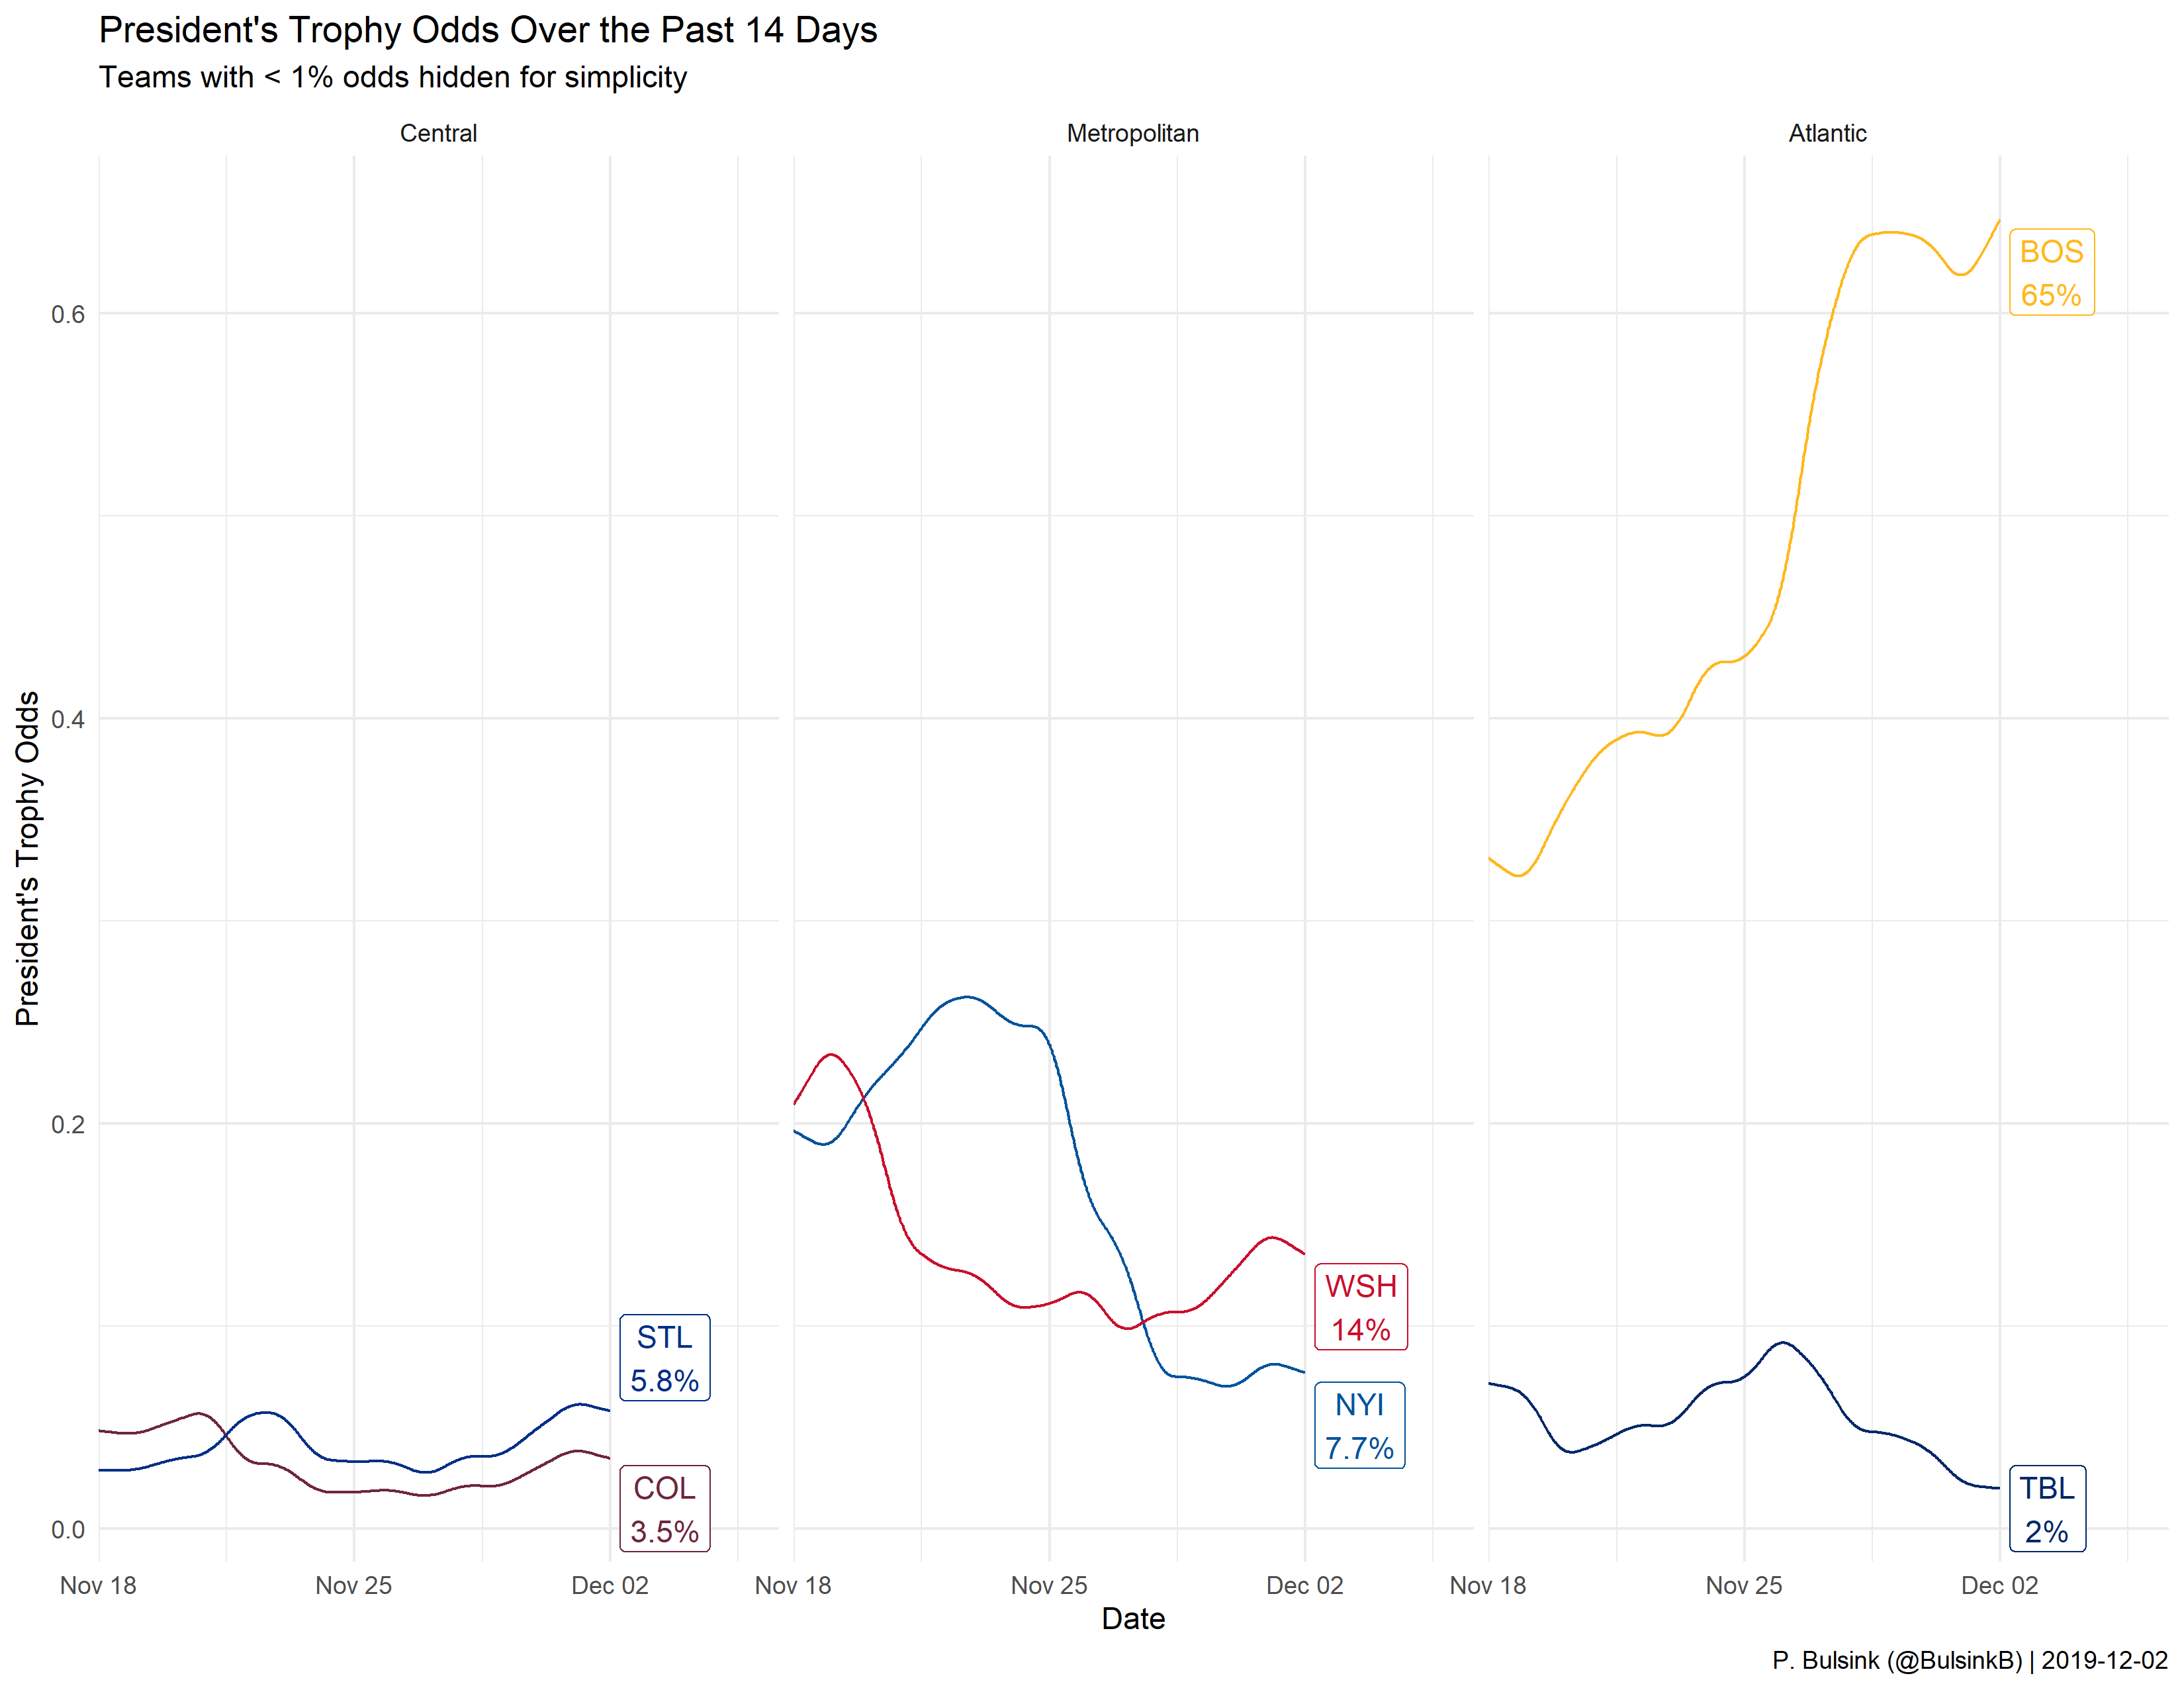 President's Trophy Odds Over the Past 14 Days
Teams with < 1% odds hidden for simplicity
Central
Metropolitan
Atlantic
President's Trophy Odds
0.6
0.4
0.2
0.0
BOS
65%
WSH
14%
NYI
7.7%
STL
5.8%
COL
3.5%
TBL
2%
Nov 18
Nov 25
Dec 02
Nov 18
Nov 25
Dec 02
Nov 18
Nov 25
Dec 02
Date
P. Bulsink (@BulsinkB) | 2019-12-02